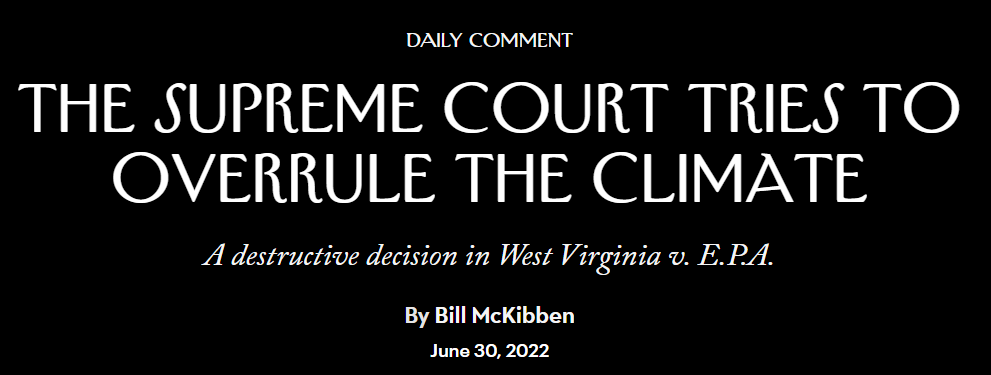 DAILY COMMENT
THE SUPREME COURT TRIES TO
OVERRULE THE CLIMATE
A destructive decision in West Virginia v. E.P.A.
By Bill McKibben
June 30, 2022